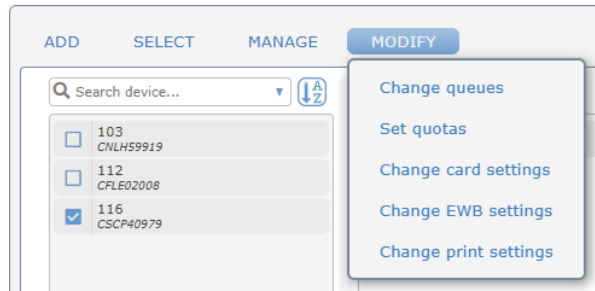 ADD SELECT MANAGE MODIFY
Search device...
A
Z
103
CNLH59919
112
CFLE02008
116
CSCP40979
Change queues
Set quotas
Change card settings
Change EWB settings
Change print settings